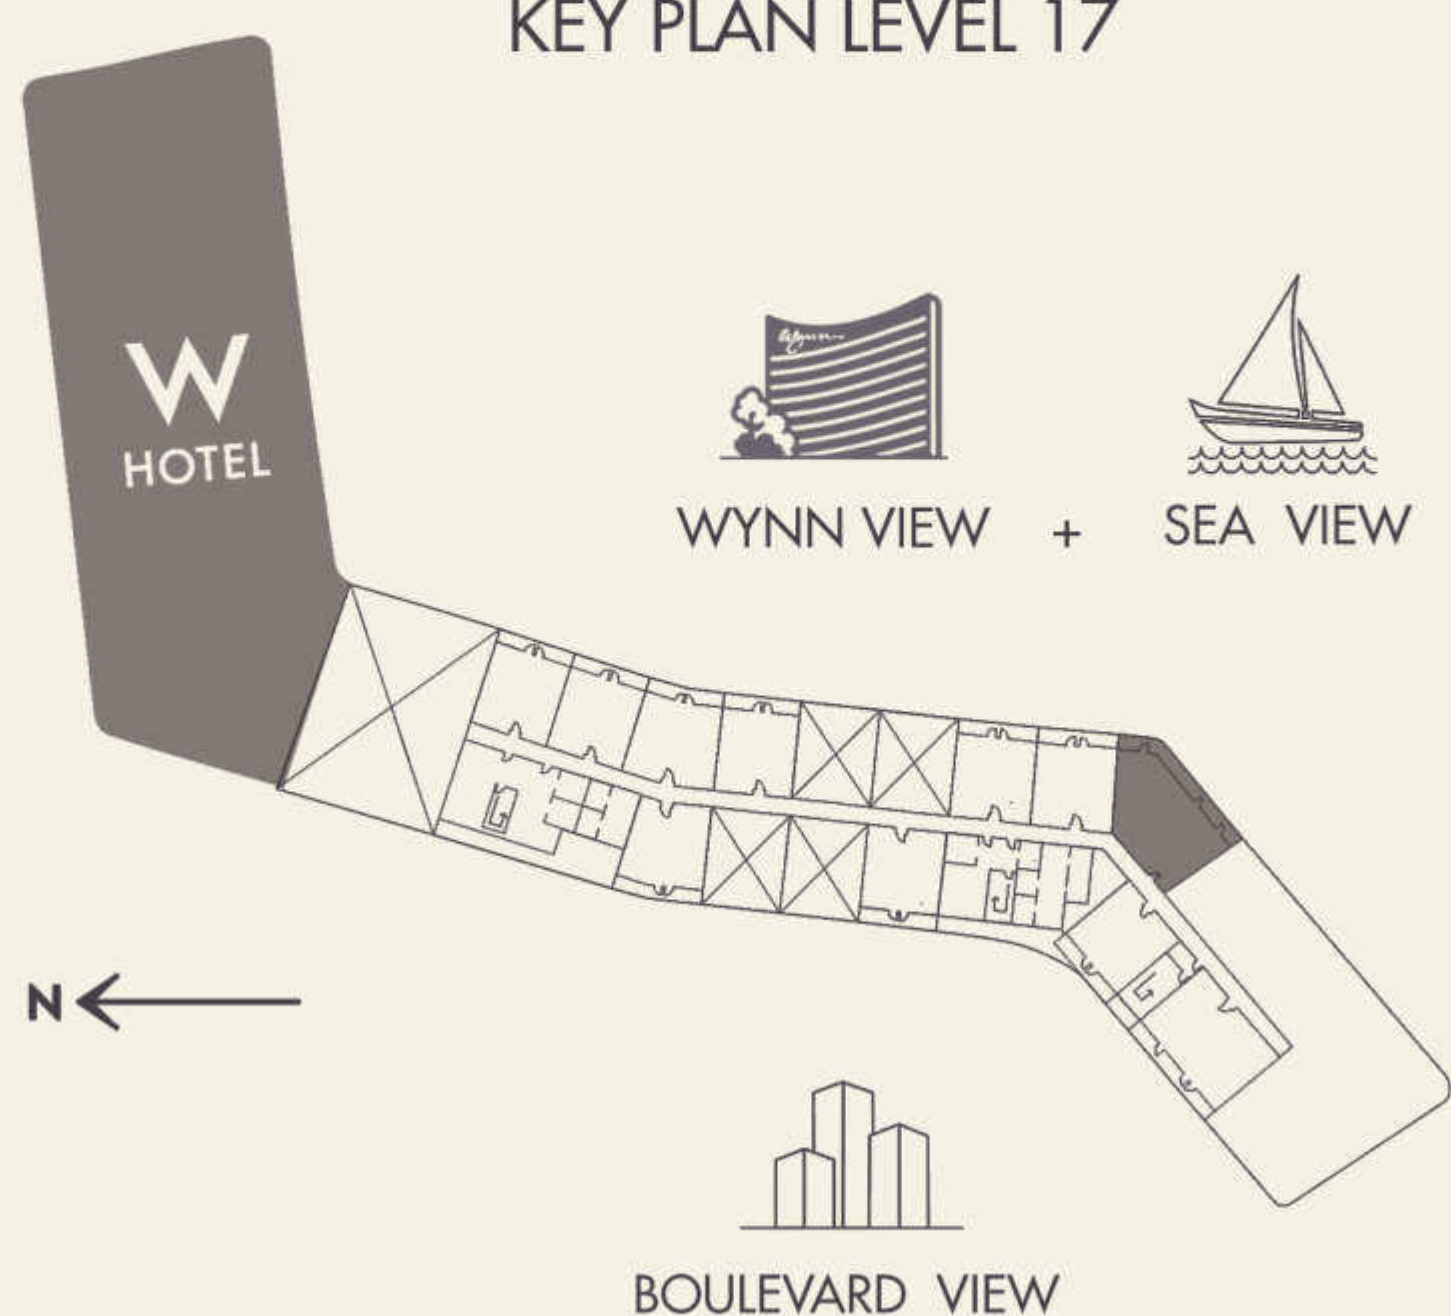 KEY PLAN LEVEL 17
W
HOTEL
WYNN VIEW + SEA VIEW
N
BOULEVARD VIEW